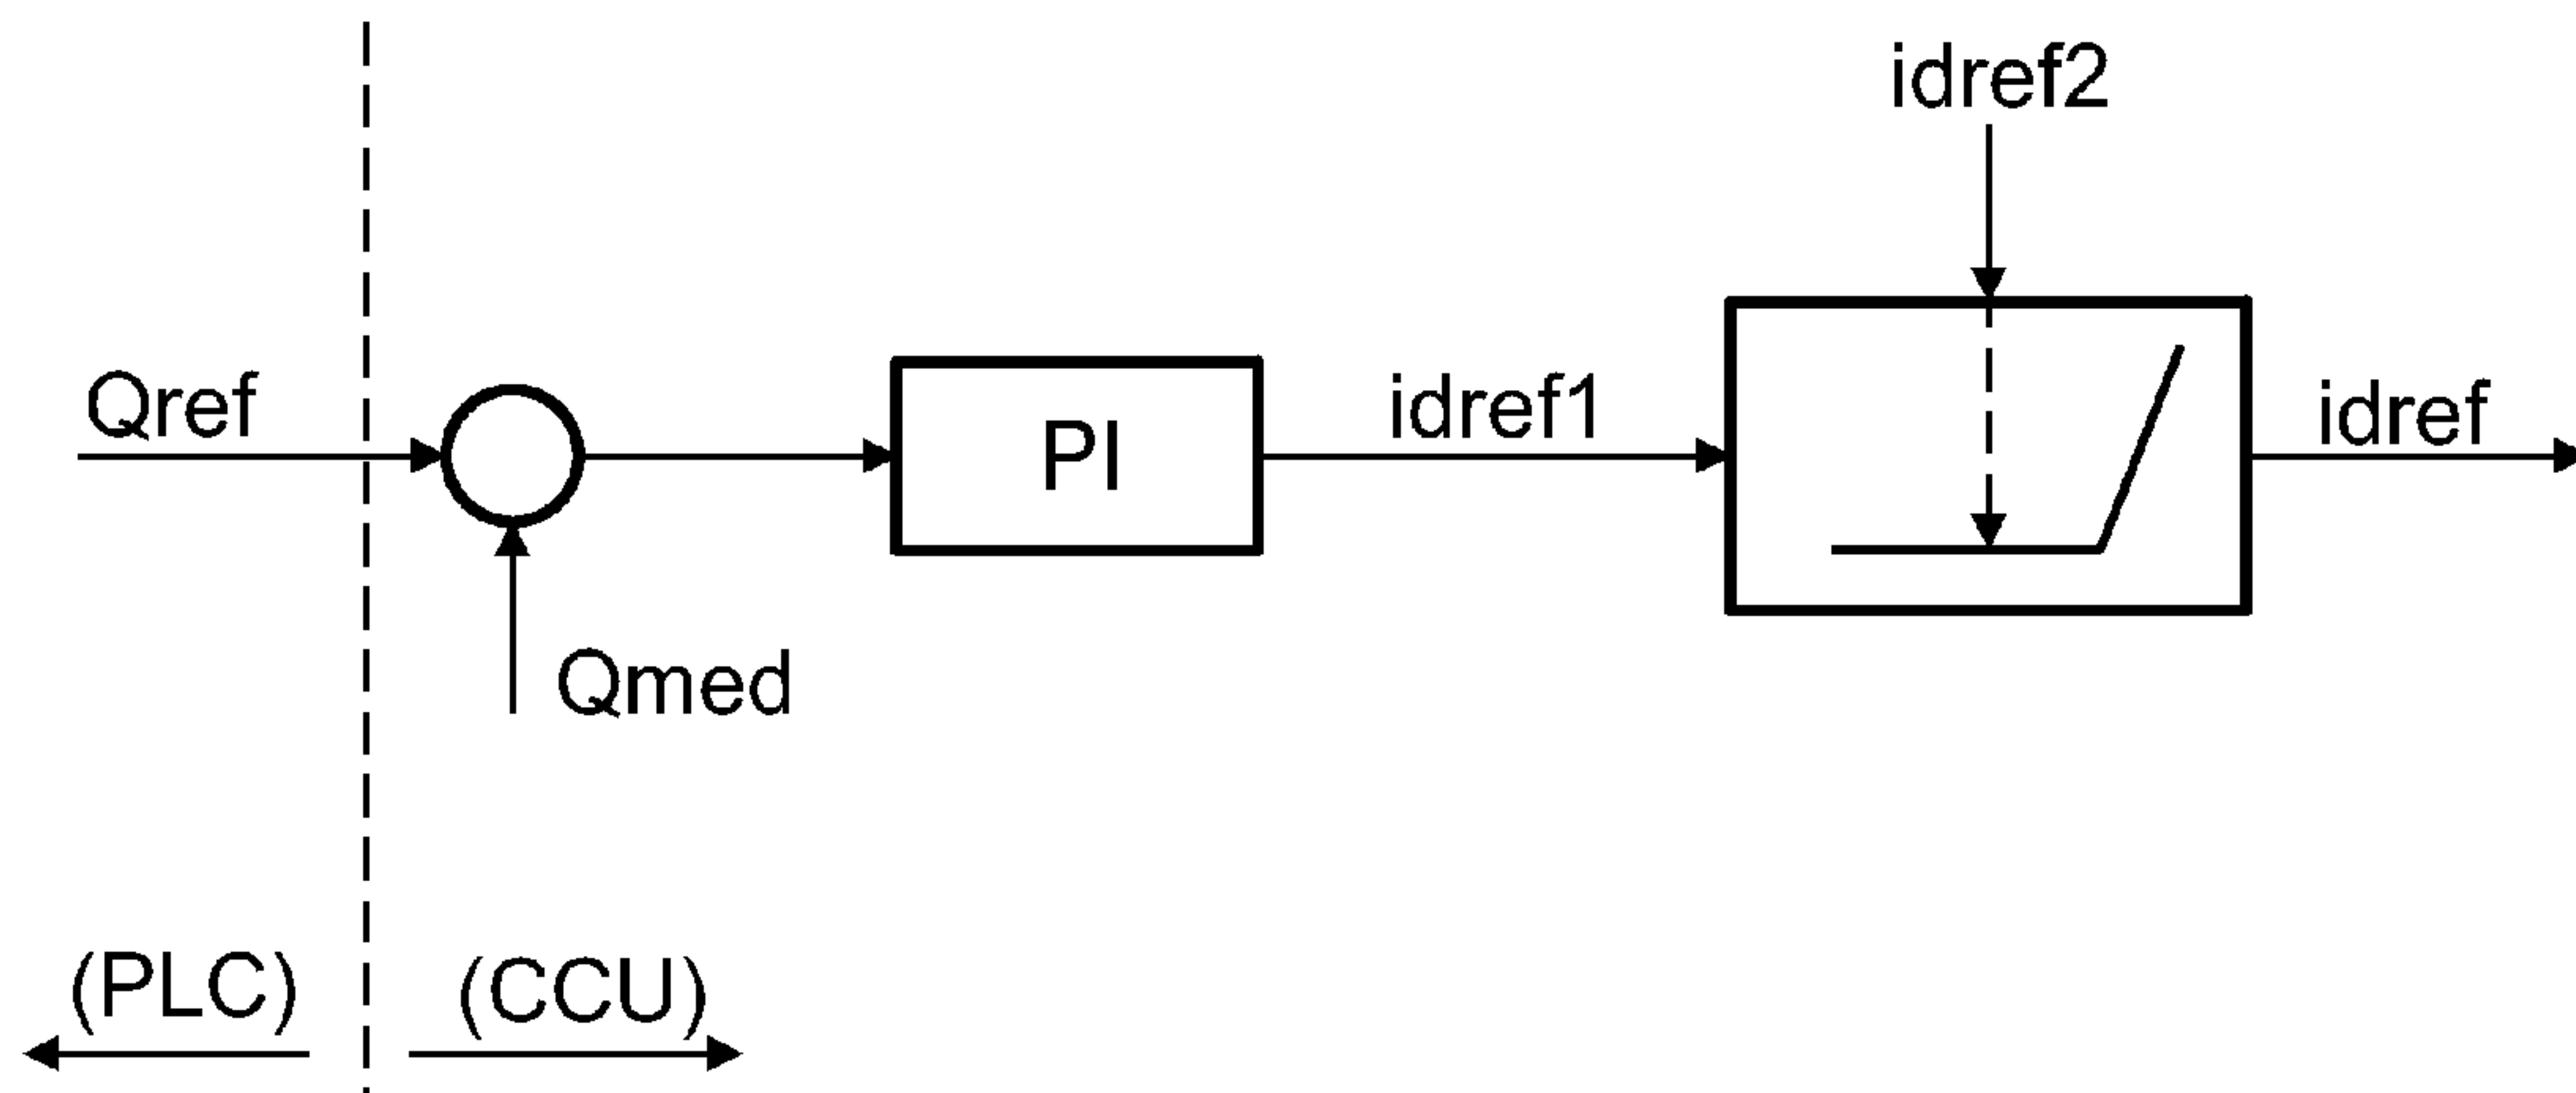 idref2
Qref
PI
idref1
idref
Qmed
(PLC)
(CCU)